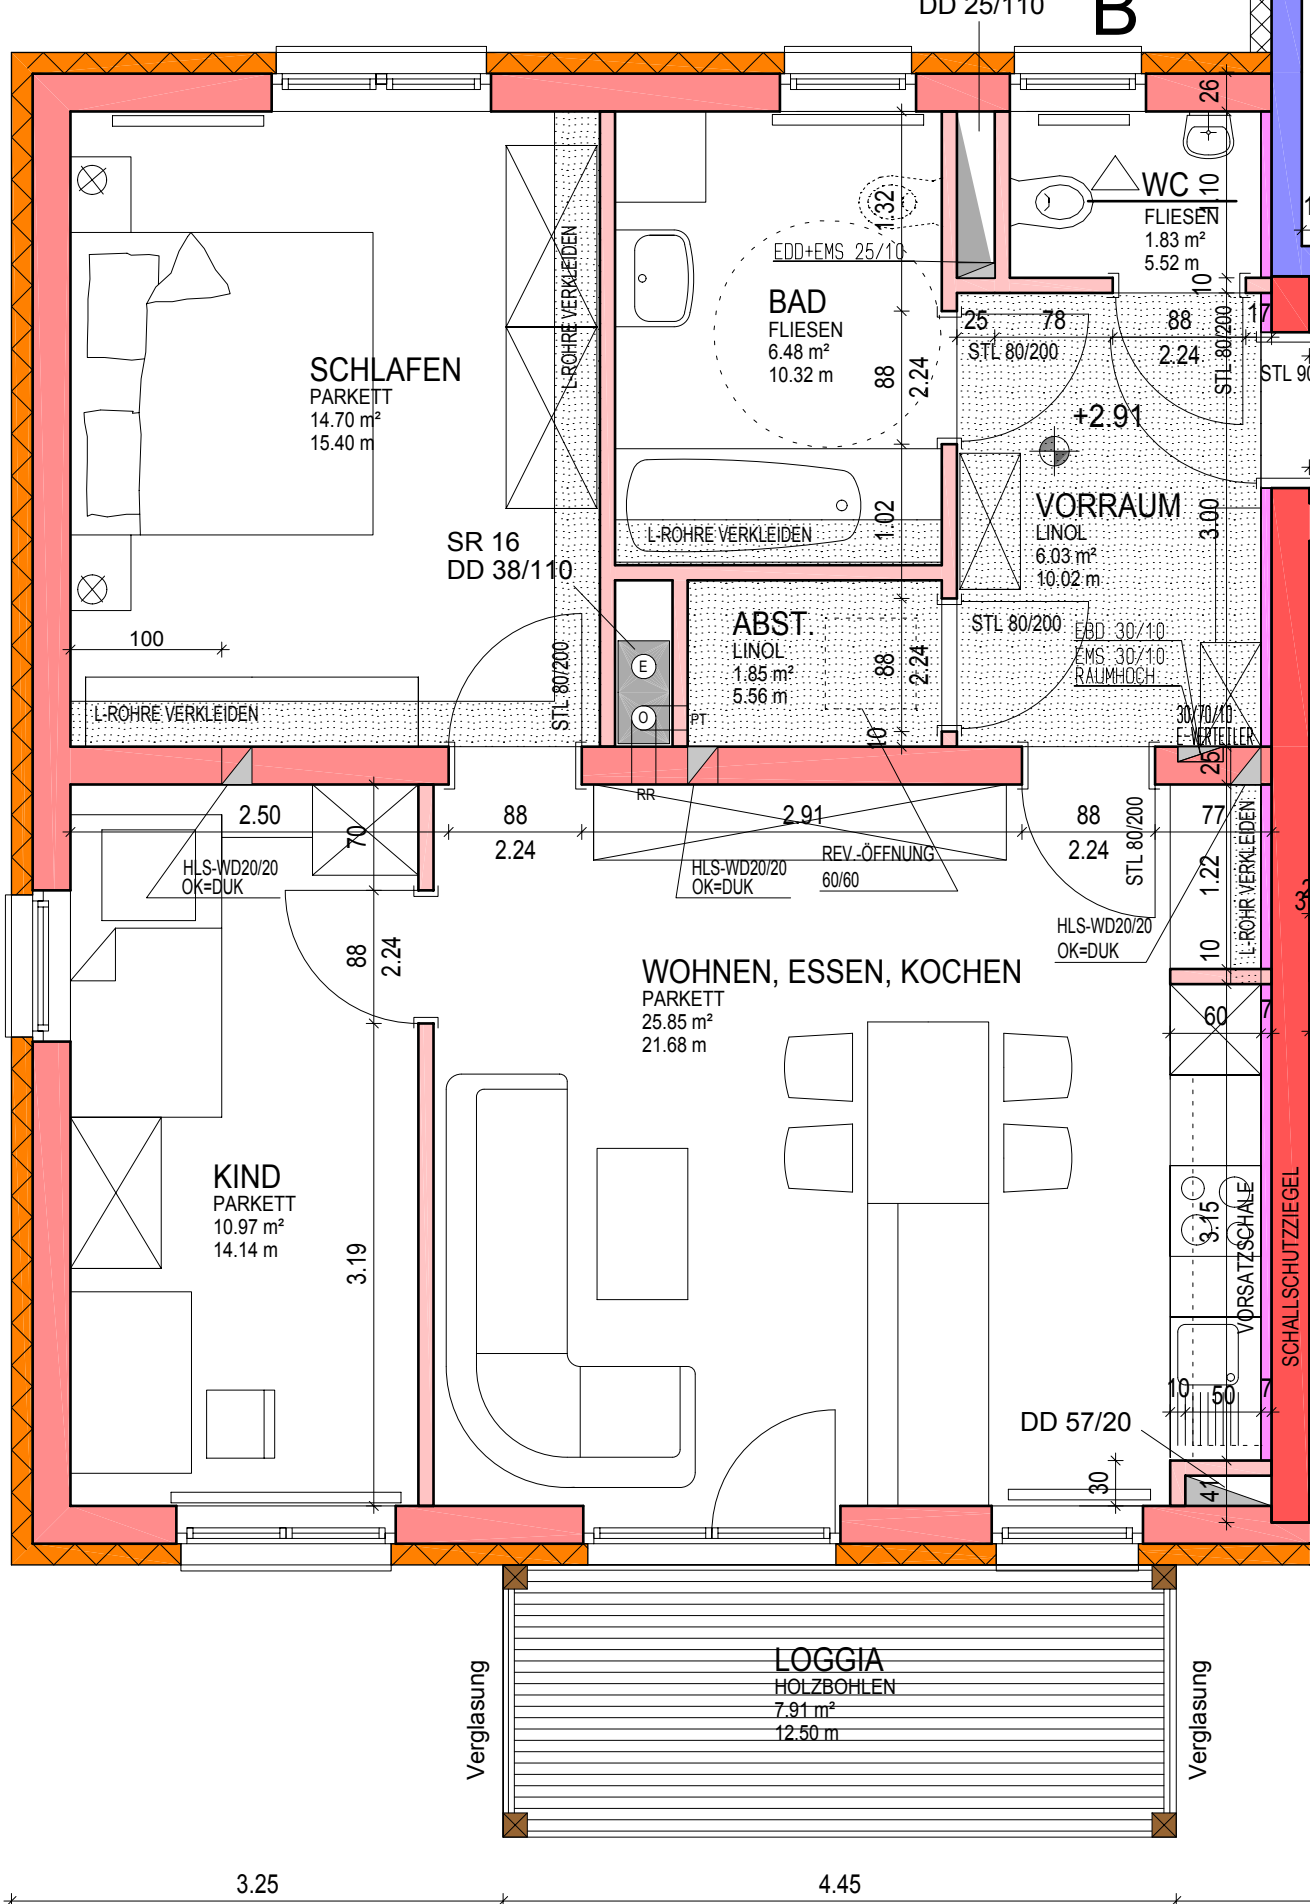 DD 25/110
B
26
WC
FLIESEN
1.83 m²
5.52 m
1.10
10
1.32
EDD+EMS 25/10
BAD
FLIESEN
6.48 m²
10.32 m
L-ROHRE VERKLEIDEN
SCHLAFEN
PARKETT
14.70 m²
15.40 m
25
78
88
2.24
17
STL 80/200
STL 80/200
STL 90
88
2.24
+2.91
VORRAUM
LINOL
6.03 m²
10.02 m
3.00
1.02
L-ROHRE VERKLEIDEN
SR 16
DD 38/110
ABST.
LINOL
1.85 m²
5.56 m
88
2.24
10
STL 80/200
EBD 30/10
EMS 30/10
RAUMHOCH
30/70/10
E-VERTEILER
E
O
PT
RR
100
L-ROHRE VERKLEIDEN
STL 80/200
25
2.50
88
2.24
2.91
88
2.24
77
70
HLS-WD20/20
OK=DUK
HLS-WD20/20
OK=DUK
REV.-ÖFFNUNG
60/60
STL 80/200
1.22
L-ROHR VERKLEIDEN
HLS-WD20/20
OK=DUK
10
88
2.24
WOHNEN, ESSEN, KOCHEN
PARKETT
25.85 m²
21.68 m
60
7
KIND
PARKETT
10.97 m²
14.14 m
3.19
3.15
VORSATZSCHALE
SCHALLSCHUTZZIEGEL
10
50
7
DD 57/20
30
41
LOGGIA
HOLZBOHLEN
7.91 m²
12.50 m
Verglasung
Verglasung
3.25
4.45